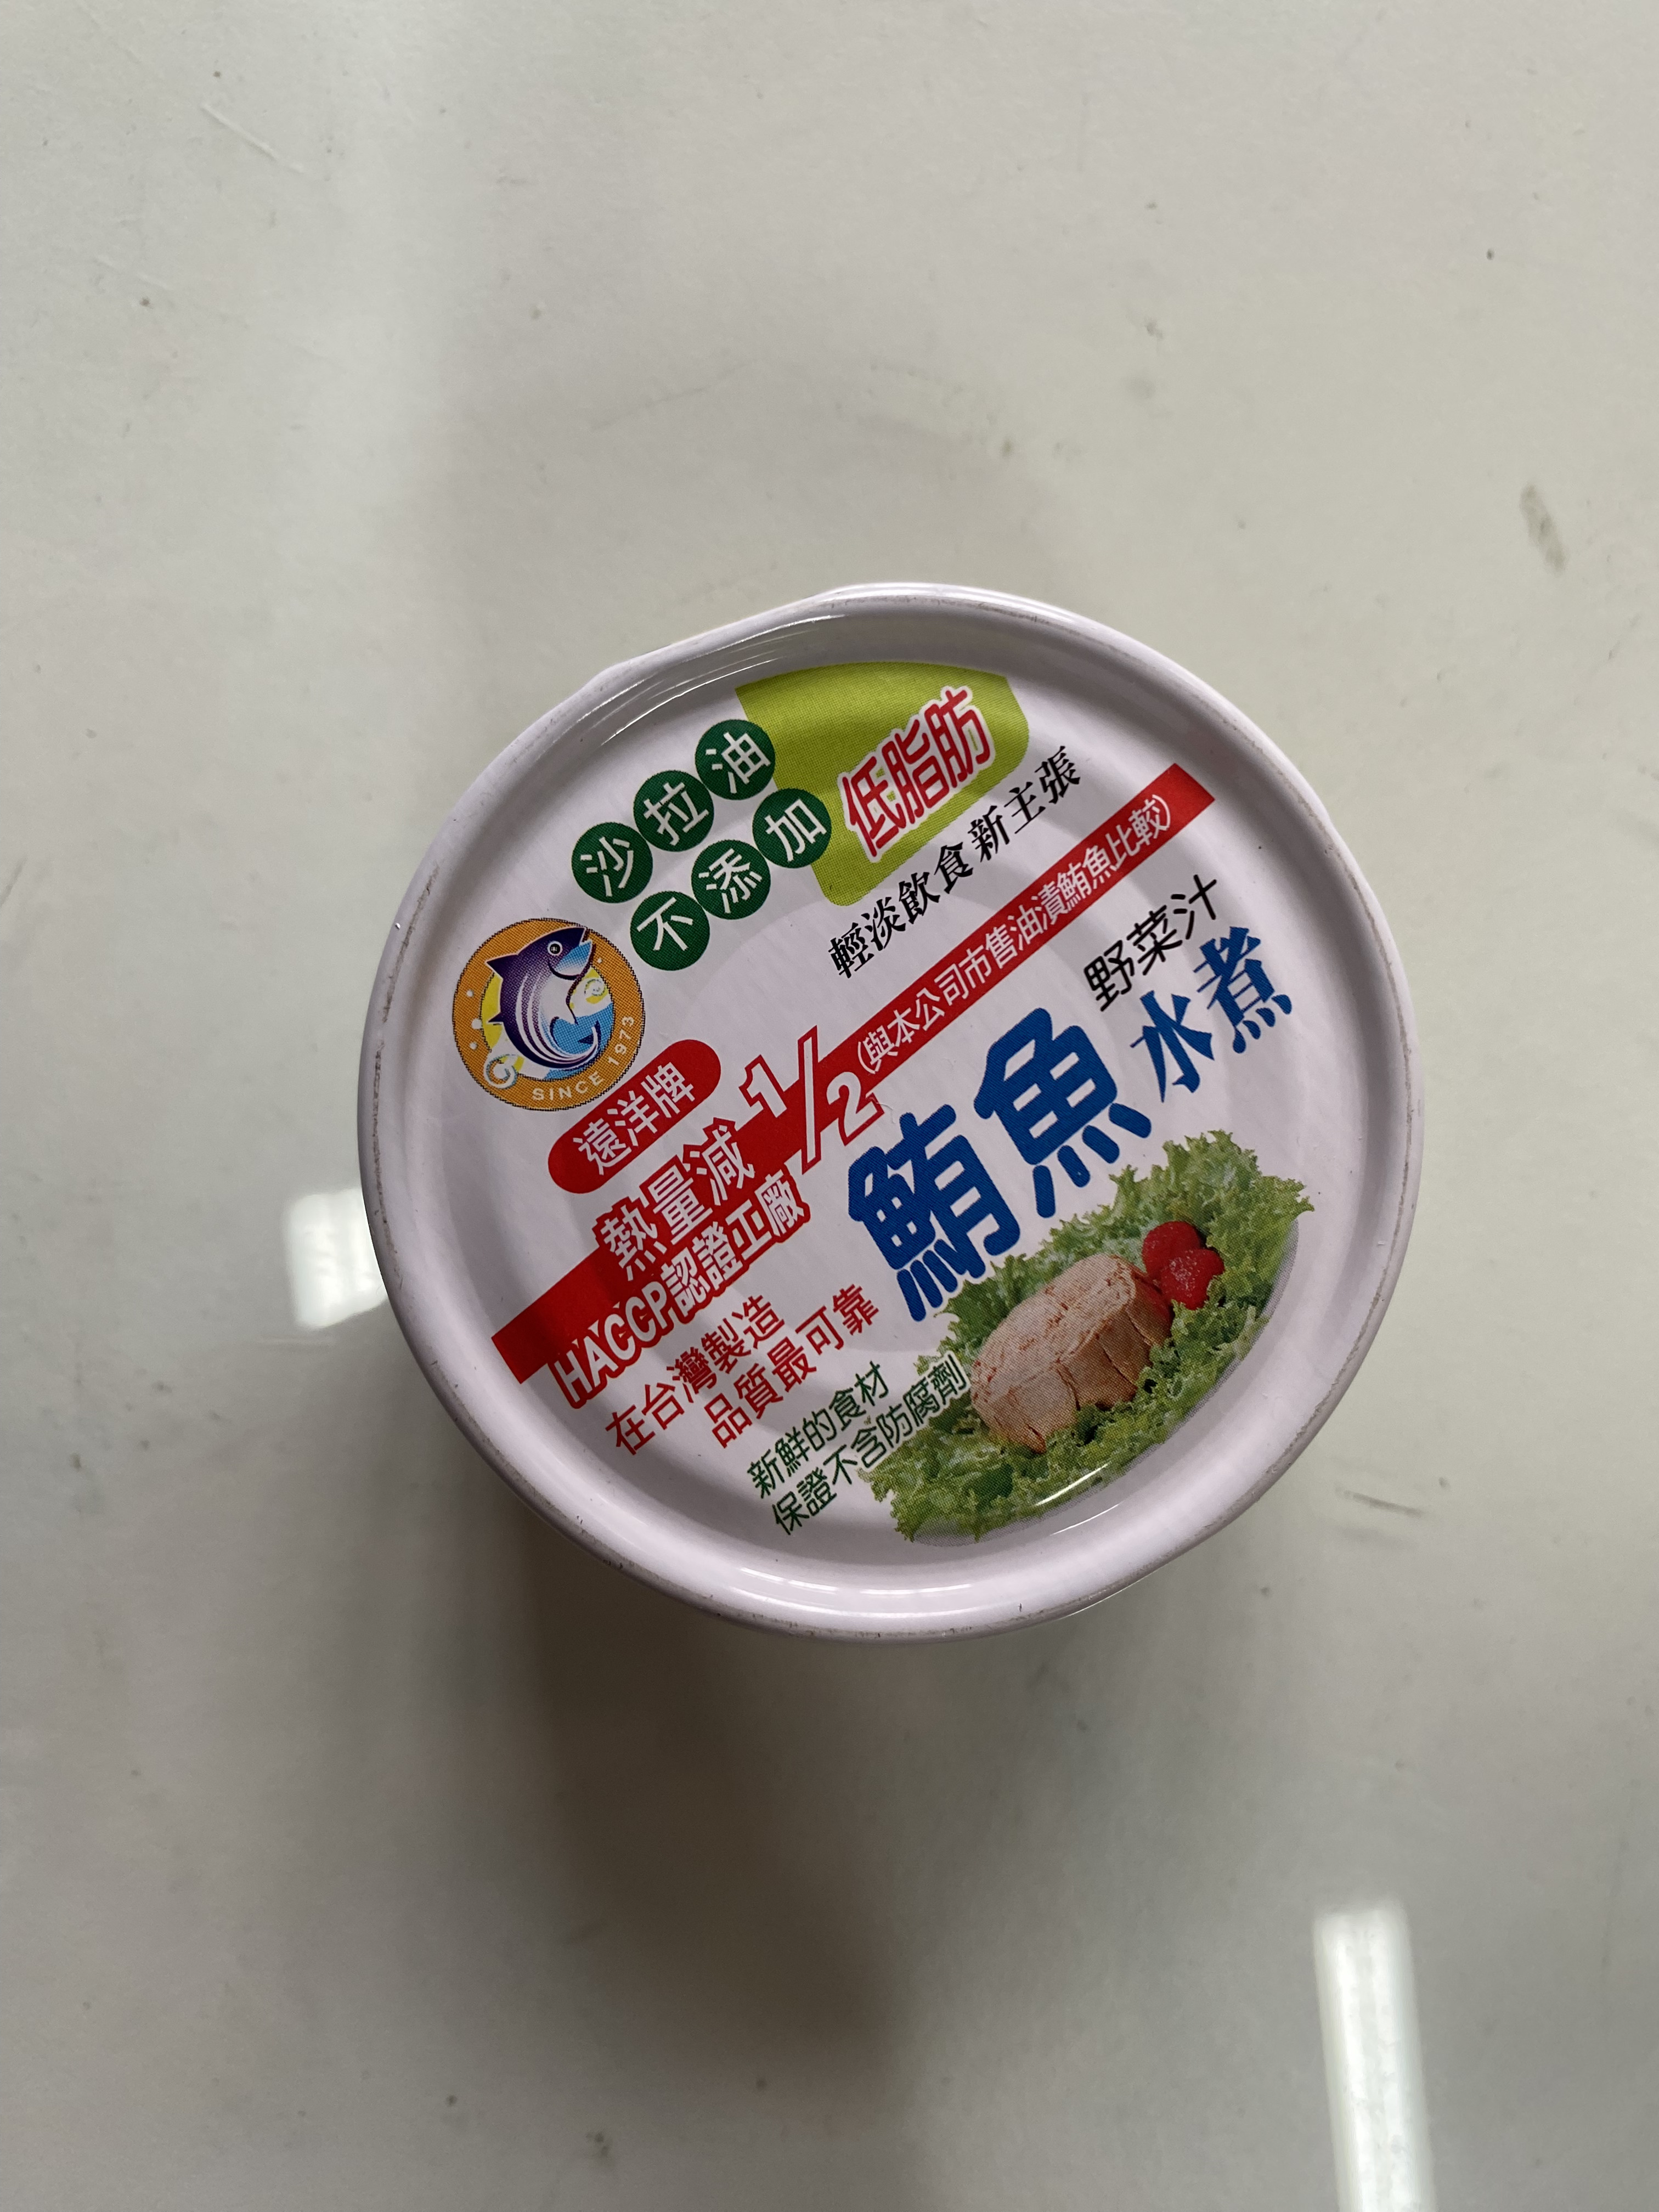 沙拉油
不添加
低脂肪
輕淡飲食新主張
SINCE 1973
遠洋牌
熱量減1/2(與本公司市售油漬鮪魚比較)
HACCP認證工廠
在台灣製造
品質最可靠
野菜汁
水煮
鮪魚
新鮮的食材
保證不含防腐劑